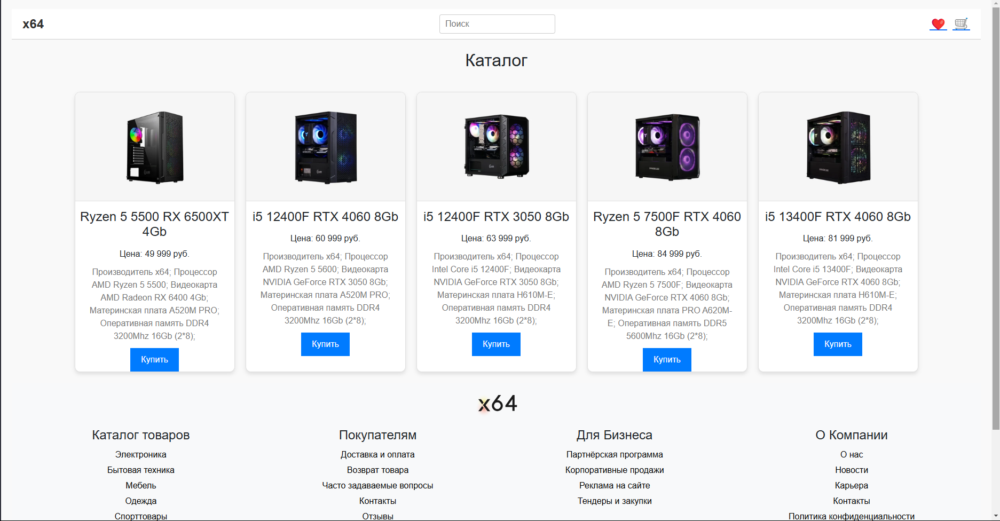 x64
Поиск
Каталог
Ryzen 5 5500 RX 6500XT
4Gb
Цена: 49 999 руб.
Производитель x64; Процессор
AMD Ryzen 5 5500; Видеокарта
AMD Radeon RX 6400 4Gb;
Материнская плата A520M PRO;
Оперативная память DDR4
3200Mhz 16Gb (2*8);
Купить
i5 12400F RTX 4060 8Gb
Цена: 60 999 руб.
Производитель x64; Процессор
AMD Ryzen 5 5600; Видеокарта
NVIDIA GeForce RTX 3050 8Gb;
Материнская плата A520M PRO;
Оперативная память DDR4
3200Mhz 16Gb (2*8);
Купить
i5 12400F RTX 3050 8Gb
Цена: 63 999 руб.
Производитель x64; Процессор
Intel Core i5 12400F; Видеокарта
NVIDIA GeForce RTX 3050 8Gb;
Материнская плата H610M-E;
Оперативная память DDR4
3200Mhz 16Gb (2*8);
Купить
Ryzen 5 7500F RTX 4060
8Gb
Цена: 84 999 руб.
Производитель x64; Процессор
AMD Ryzen 5 7500F; Видеокарта
NVIDIA GeForce RTX 4060 8Gb;
Материнская плата PRO A620M-
E; Оперативная память DDR5
5600Mhz 16Gb (2*8);
Купить
i5 13400F RTX 4060 8Gb
Цена: 81 999 руб.
Производитель x64; Процессор
Intel Core i5 13400F; Видеокарта
NVIDIA GeForce RTX 4060 8Gb;
Материнская плата H610M-E;
Оперативная память DDR4
3200Mhz 16Gb (2*8);
Купить
x64
Каталог товаров
Электроника
Бытовая техника
Мебель
Одежда
Спорттовары
Покупателям
Доставка и оплата
Возврат товара
Часто задаваемые вопросы
Контакты
Отзывы
Для Бизнеса
Партнёрская программа
Корпоративные продажи
Реклама на сайте
Тендеры и закупки
О Компании
О нас
Новости
Карьера
Контакты
Политика конфиденциальности